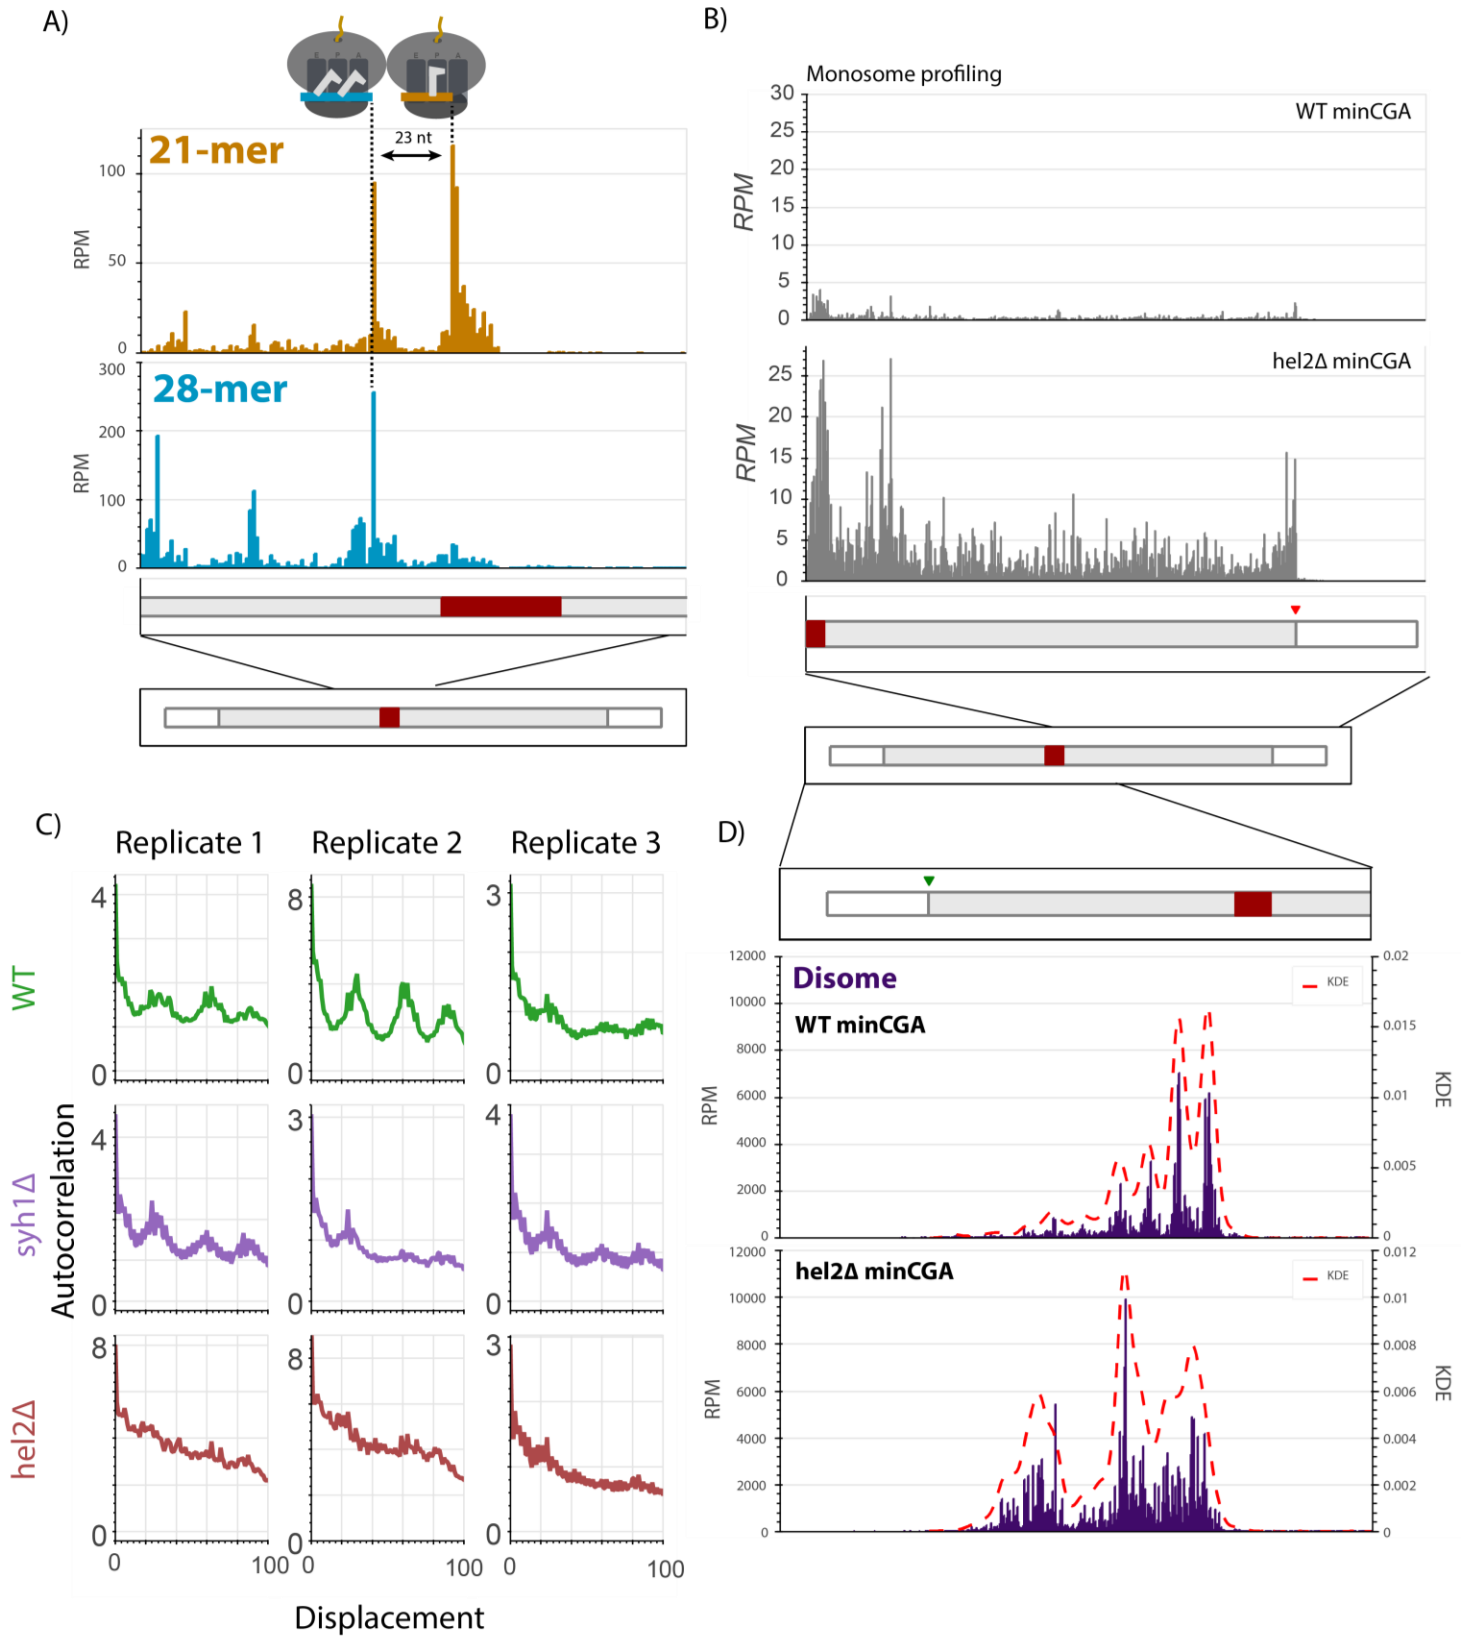 A)
E P A
E P A
23 nt
21-mer
RPM
100
50
0
28-mer
RPM
300
200
100
0
B)
Monosome profiling
WT minCGA
RPM
30
25
20
15
10
5
0
hel2Δ minCGA
RPM
25
20
15
10
5
0
C)
Replicate 1
Replicate 2
Replicate 3
WT
4
0
8
0
3
0
syh1Δ
4
0
3
0
4
0
hel2Δ
8
0
8
0
3
0
Autocorrelation
0 100
0 100
0 100
Displacement
D)
Disome
WT minCGA
KDE
RPM
12000
10000
8000
6000
4000
2000
0
0.02
0.015
0.01
0.005
0
KDE
hel2Δ minCGA
KDE
RPM
12000
10000
8000
6000
4000
2000
0
0.012
0.01
0.008
0.006
0.004
0.002
0
KDE